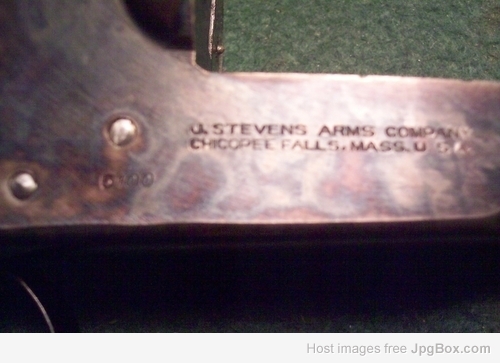 J. STEVENS ARMS COMPANY
CHICOPEE FALLS, MASS. U.S.A.
Host images free JpgBox.com